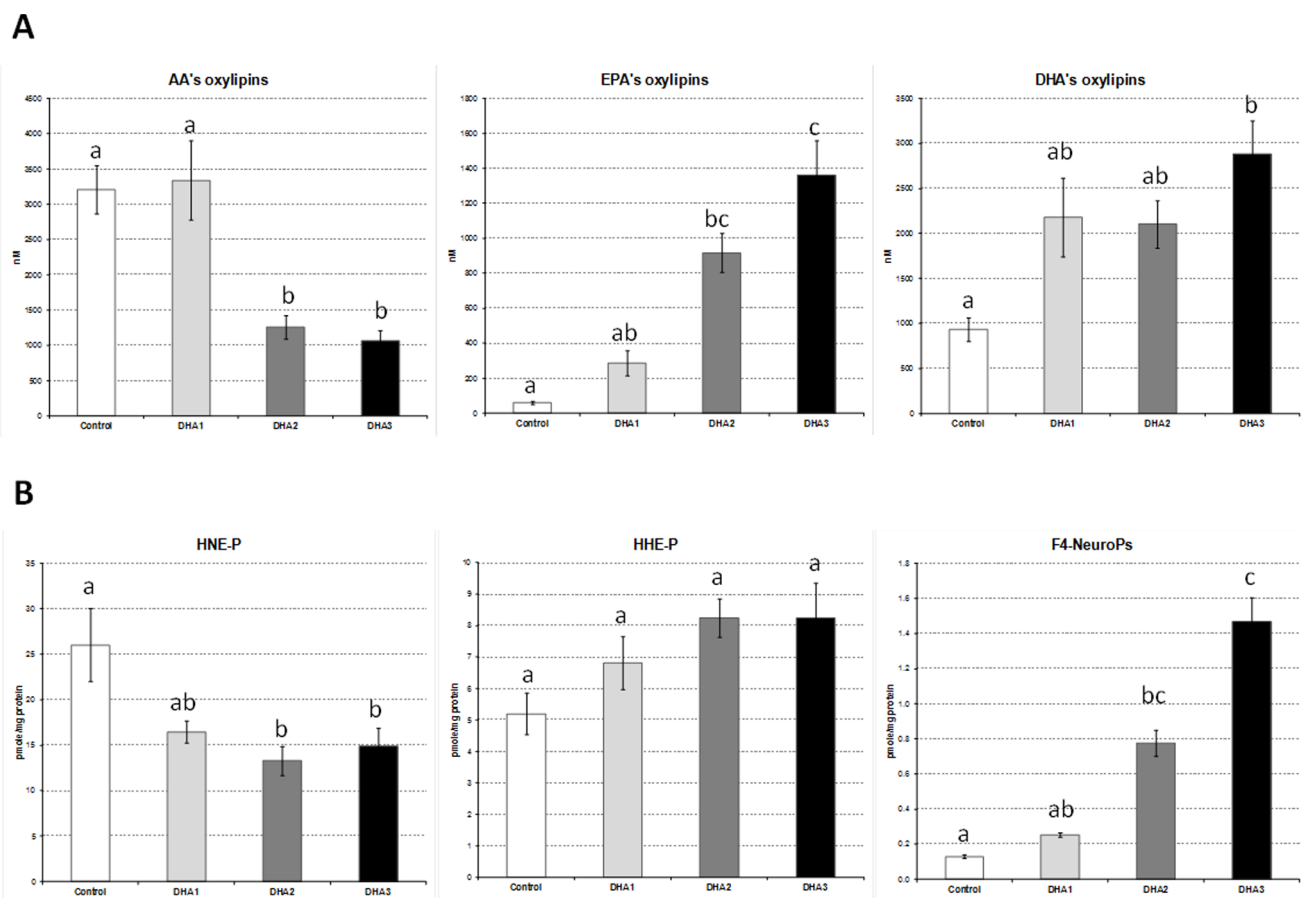 A
AA's oxylipins
4500
4000
3500
3000
2500
2000
1500
1000
500
0
nM
a
a
b
b
Control DHA1 DHA2 DHA3
EPA's oxylipins
1800
1600
1400
1200
1000
800
600
400
200
0
nM
a
ab
bc
c
Control DHA1 DHA2 DHA3
DHA's oxylipins
3500
3000
2500
2000
1500
1000
500
0
nM
a
ab
ab
b
Control DHA1 DHA2 DHA3
B
HNE-P
35
30
25
20
15
10
5
0
pmole/mg protein
a
ab
b
b
Control DHA1 DHA2 DHA3
HHE-P
10
9
8
7
6
5
4
3
2
1
0
pmole/mg protein
a
a
a
a
Control DHA1 DHA2 DHA3
F4-NeuroPs
1.8
1.6
1.4
1.2
1.0
0.8
0.6
0.4
0.2
0.0
pmole/mg protein
a
ab
bc
c
Control DHA1 DHA2 DHA3